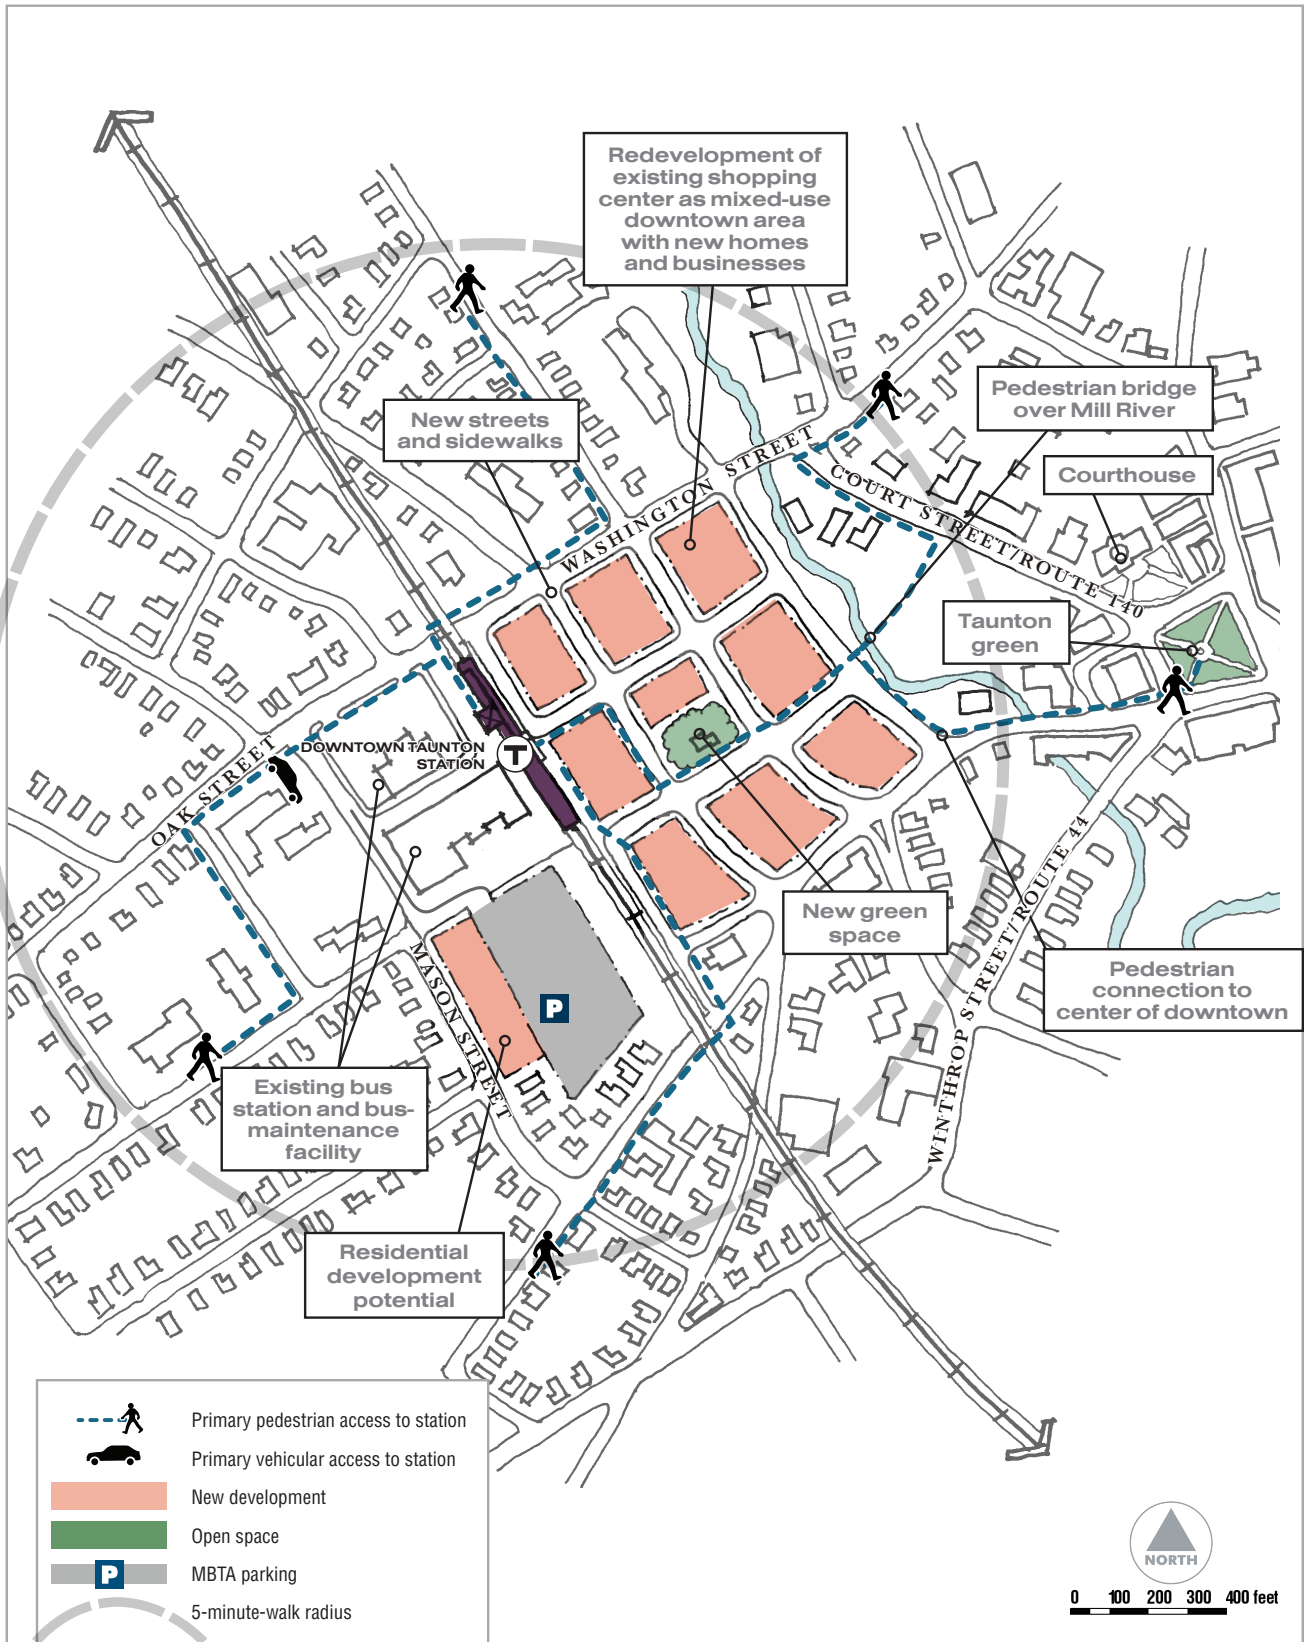 Redevelopment of
existing shopping
center as mixed-use
downtown area
with new homes
and businesses
New streets
and sidewalks
Pedestrian bridge
over Mill River
Courthouse
WASHINGTON STREET
COURT STREET/ROUTE 140
Taunton
green
DOWNTOWN TAUNTON
STATION
T
OAK STREET
New green
space
Pedestrian
connection to
center of downtown
WINTHROP STREET/ROUTE 44
MASON STREET
P
Existing bus
station and bus-
maintenance
facility
Residential
development
potential
Primary pedestrian access to station
Primary vehicular access to station
New development
Open space
P
MBTA parking
5-minute-walk radius
NORTH
0 100 200 300 400 feet